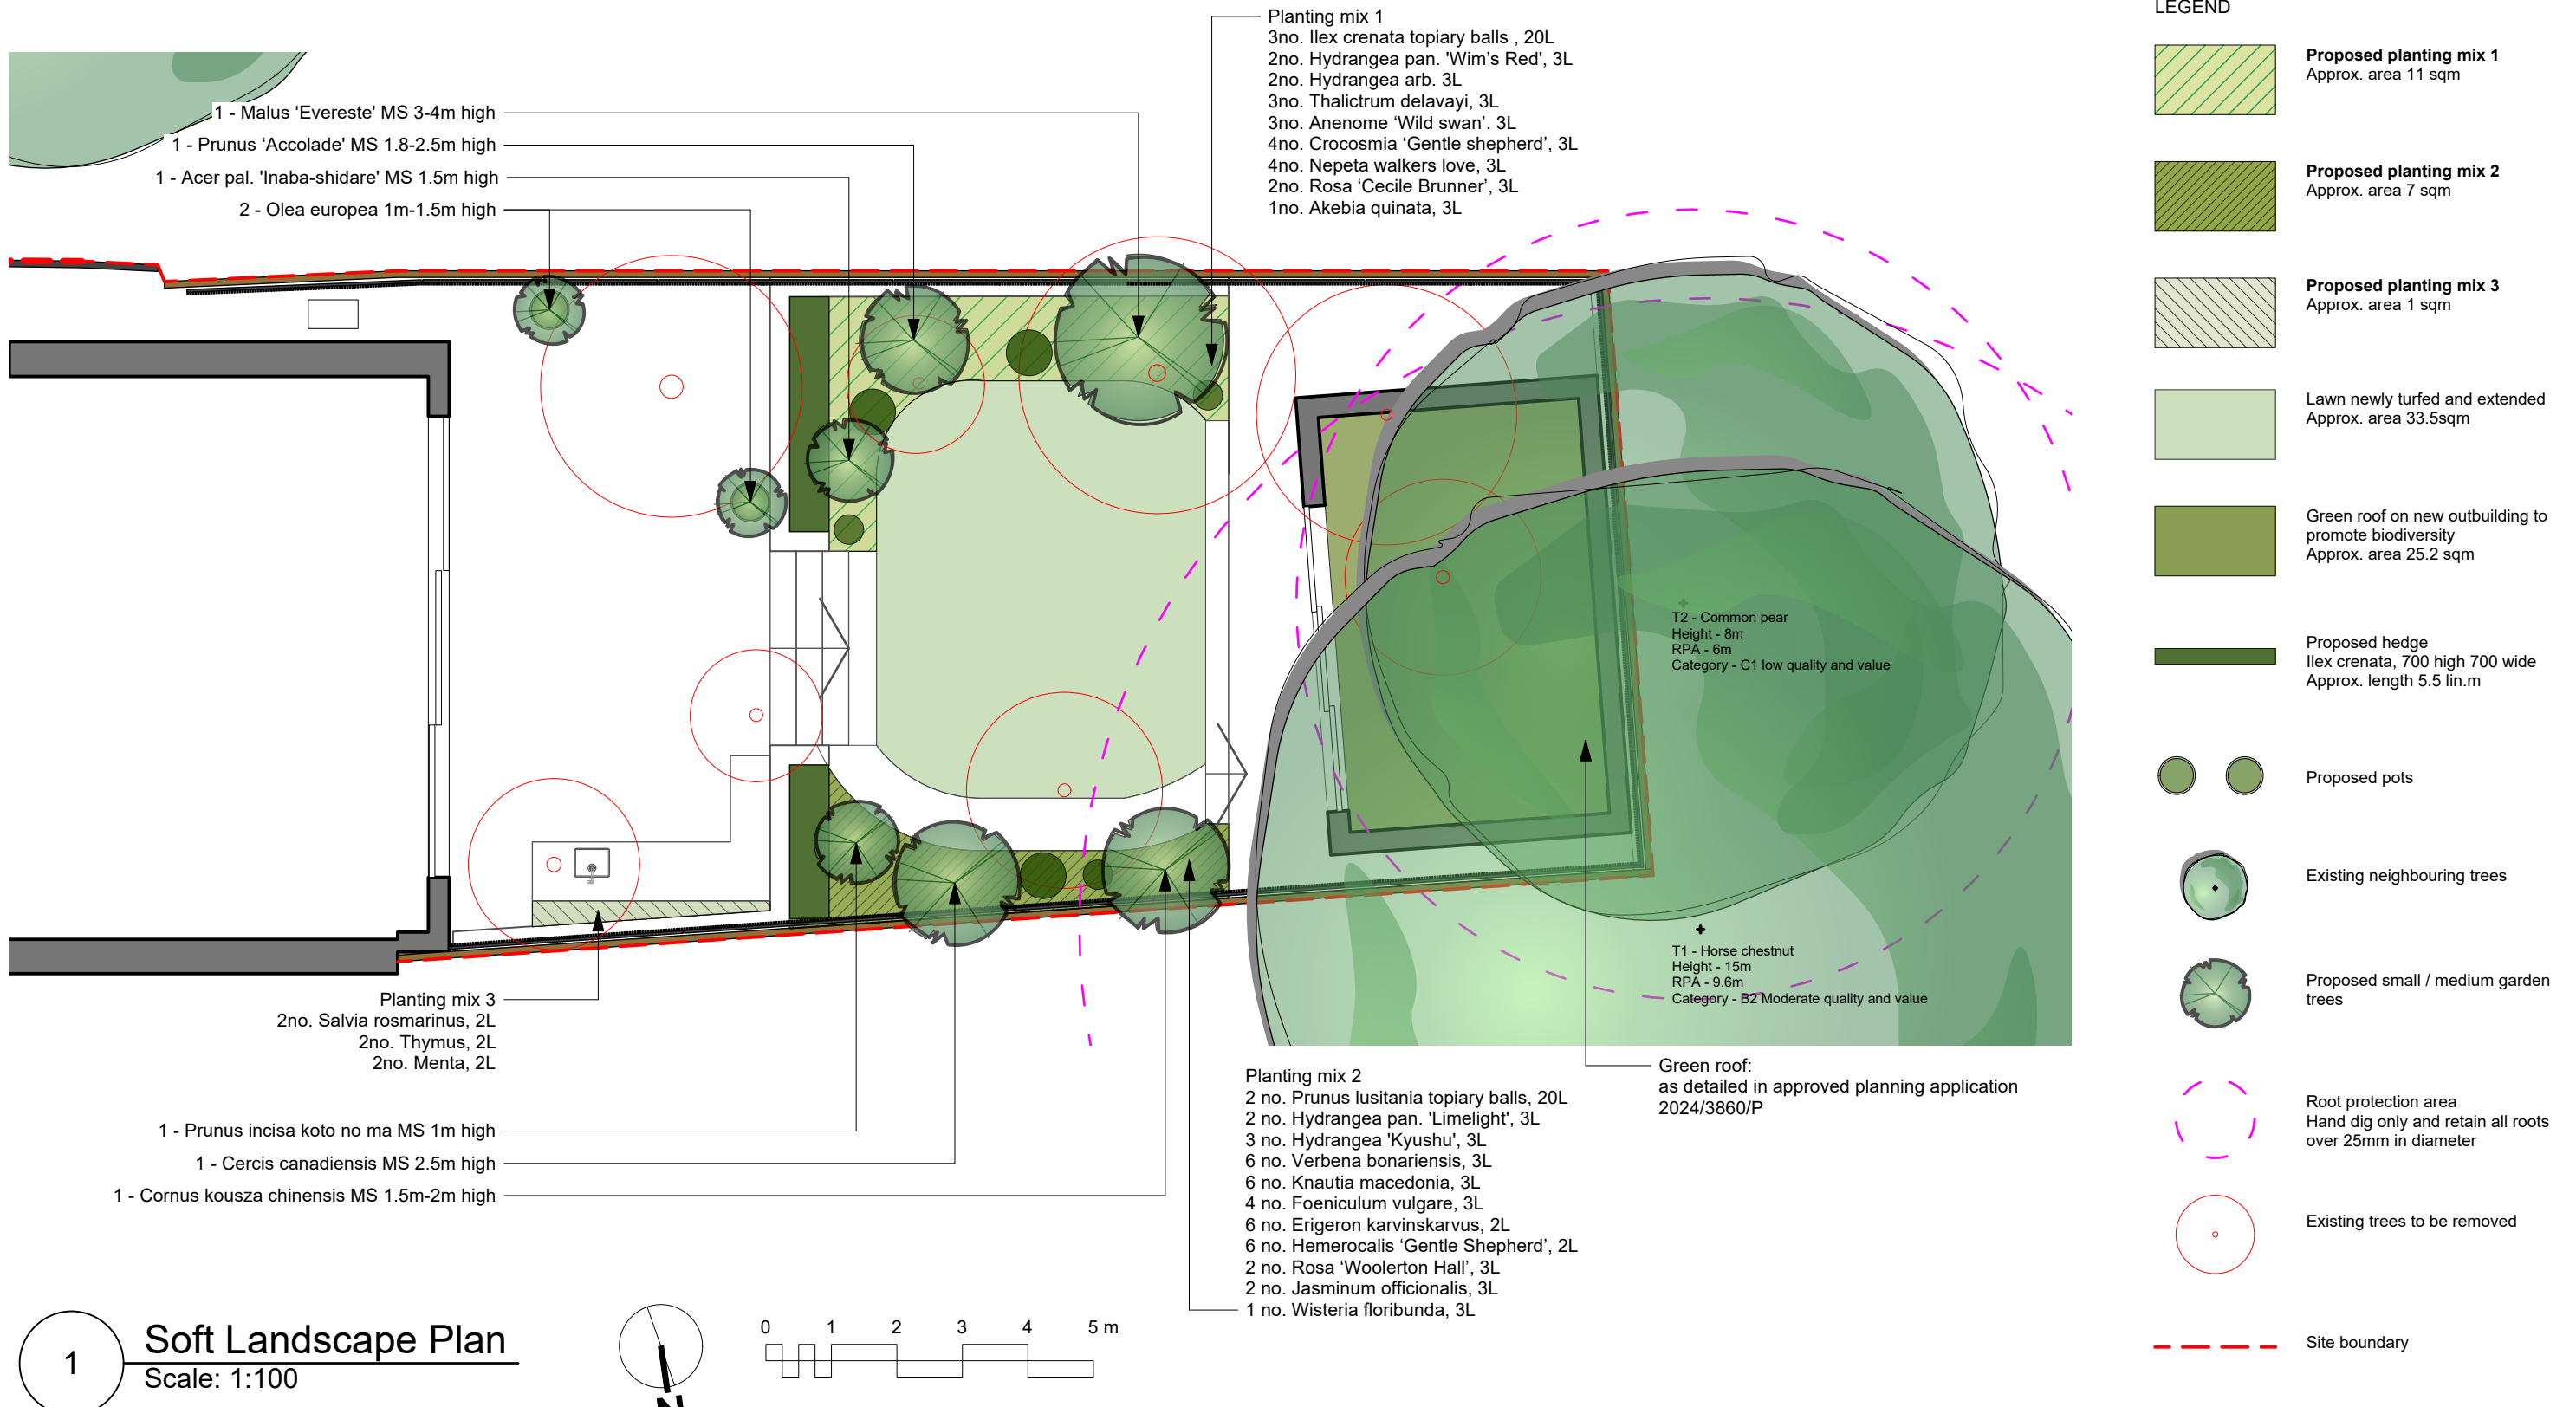 Planting mix 1
3no. Ilex crenata topiary balls , 20L
2no. Hydrangea pan. 'Wim's Red', 3L
2no. Hydrangea arb. 3L
3no. Thalictrum delavayi, 3L
3no. Anenome ‘Wild swan’. 3L
4no. Crocosmia ‘Gentle shepherd’, 3L
4no. Nepeta walkers love, 3L
2no. Rosa ‘Cecile Brunner’, 3L
1no. Akebia quinata, 3L
1 - Malus ‘Evereste' MS 3-4m high
1 - Prunus ‘Accolade' MS 1.8-2.5m high
1 - Acer pal. 'Inaba-shidare' MS 1.5m high
2 - Olea europea 1m-1.5m high
T2 - Common pear
Height - 8m
RPA - 6m
Category - C1 low quality and value
T1 - Horse chestnut
Height - 15m
RPA - 9.6m
Category - B2 Moderate quality and value
Planting mix 3
2no. Salvia rosmarinus, 2L
2no. Thymus, 2L
2no. Menta, 2L
1 - Prunus incisa koto no ma MS 1m high
1 - Cercis canadiensis MS 2.5m high
1 - Cornus kousza chinensis MS 1.5m-2m high
Planting mix 2
2 no. Prunus lusitania topiary balls, 20L
2 no. Hydrangea pan. 'Limelight', 3L
3 no. Hydrangea 'Kyushu', 3L
6 no. Verbena bonariensis, 3L
6 no. Knautia macedonia, 3L
4 no. Foeniculum vulgare, 3L
6 no. Erigeron karvinskarvus, 2L
6 no. Hemerocalis ‘Gentle Shepherd’, 2L
2 no. Rosa ‘Woolerton Hall’, 3L
2 no. Jasminum officionalis, 3L
1 no. Wisteria floribunda, 3L
Green roof:
as detailed in approved planning application
2024/3860/P
1
Soft Landscape Plan
Scale: 1:100
N
0 1 2 3 4 5 m
LEGEND
Proposed planting mix 1
Approx. area 11 sqm
Proposed planting mix 2
Approx. area 7 sqm
Proposed planting mix 3
Approx. area 1 sqm
Lawn newly turfed and extended
Approx. area 33.5sqm
Green roof on new outbuilding to
promote biodiversity
Approx. area 25.2 sqm
Proposed hedge
Ilex crenata, 700 high 700 wide
Approx. length 5.5 lin.m
Proposed pots
Existing neighbouring trees
Proposed small / medium garden
trees
Root protection area
Hand dig only and retain all roots
over 25mm in diameter
Existing trees to be removed
Site boundary